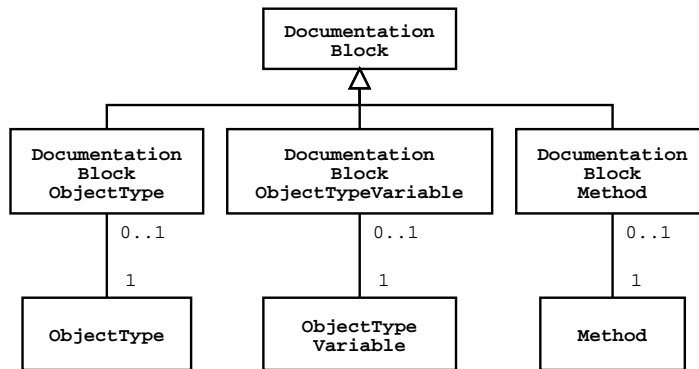 Documentation
Block
Documentation
Block
ObjectType
Documentation
Block
ObjectTypeVariable
Documentation
Block
Method
0..1
0..1
0..1
1
1
1
ObjectType
ObjectType
Variable
Method